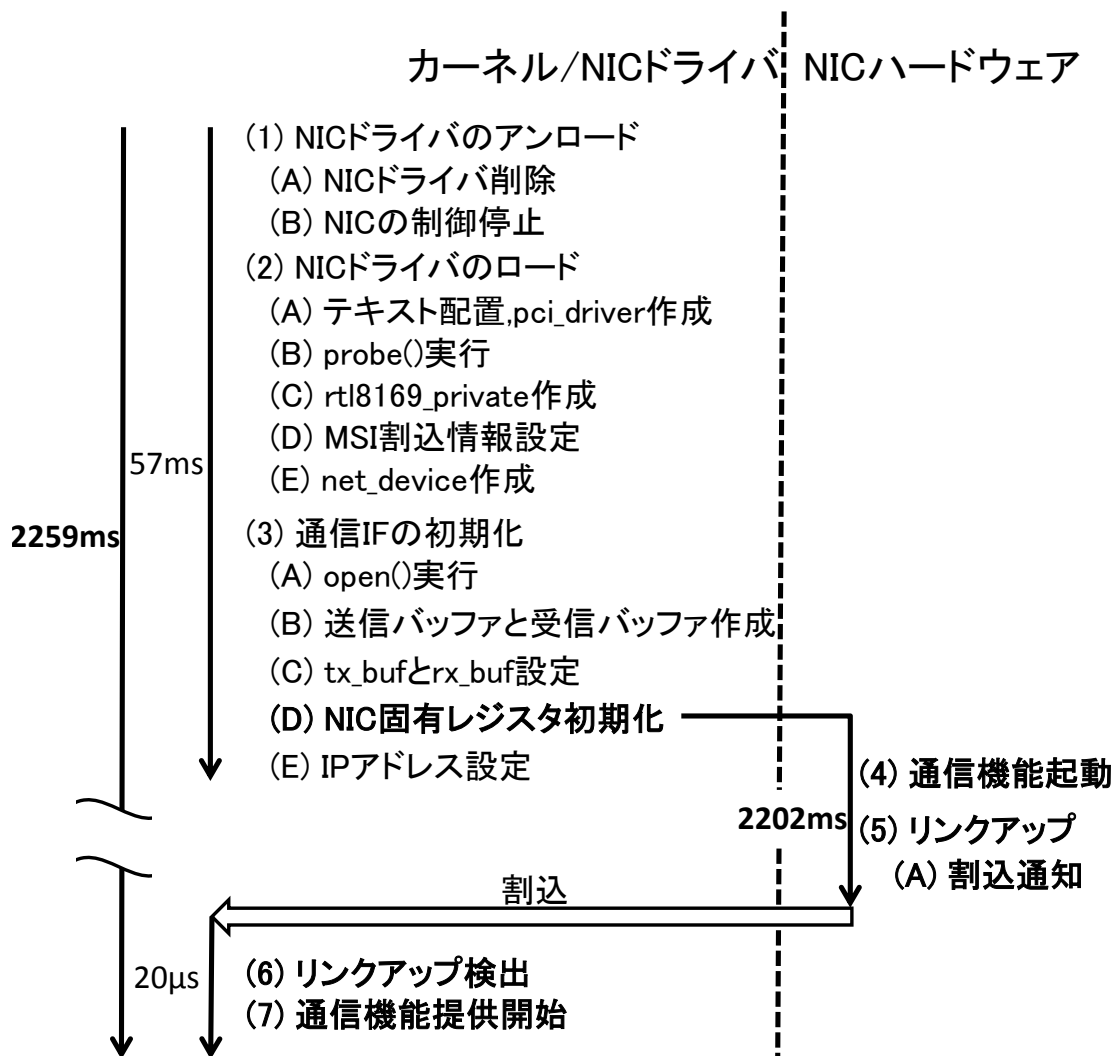 カーネル/NICドライバ NICハードウェア
(1) NICドライバのアンロード
(A) NICドライバ削除
(B) NICの制御停止
(2) NICドライバのロード
(A) テキスト配置,pci_driver作成
(B) probe()実行
(C) rtl8169_private作成
(D) MSI割込情報設定
57ms
(E) net_device作成
2259ms
(3) 通信IFの初期化
(A) open()実行
(B) 送信バッファと受信バッファ作成
(C) tx_bufとrx_buf設定
(D) NIC固有レジスタ初期化
(E) IPアドレス設定
(4) 通信機能起動
2202ms
(5) リンクアップ
(A) 割込通知
割込
20μs
(6) リンクアップ検出
(7) 通信機能提供開始